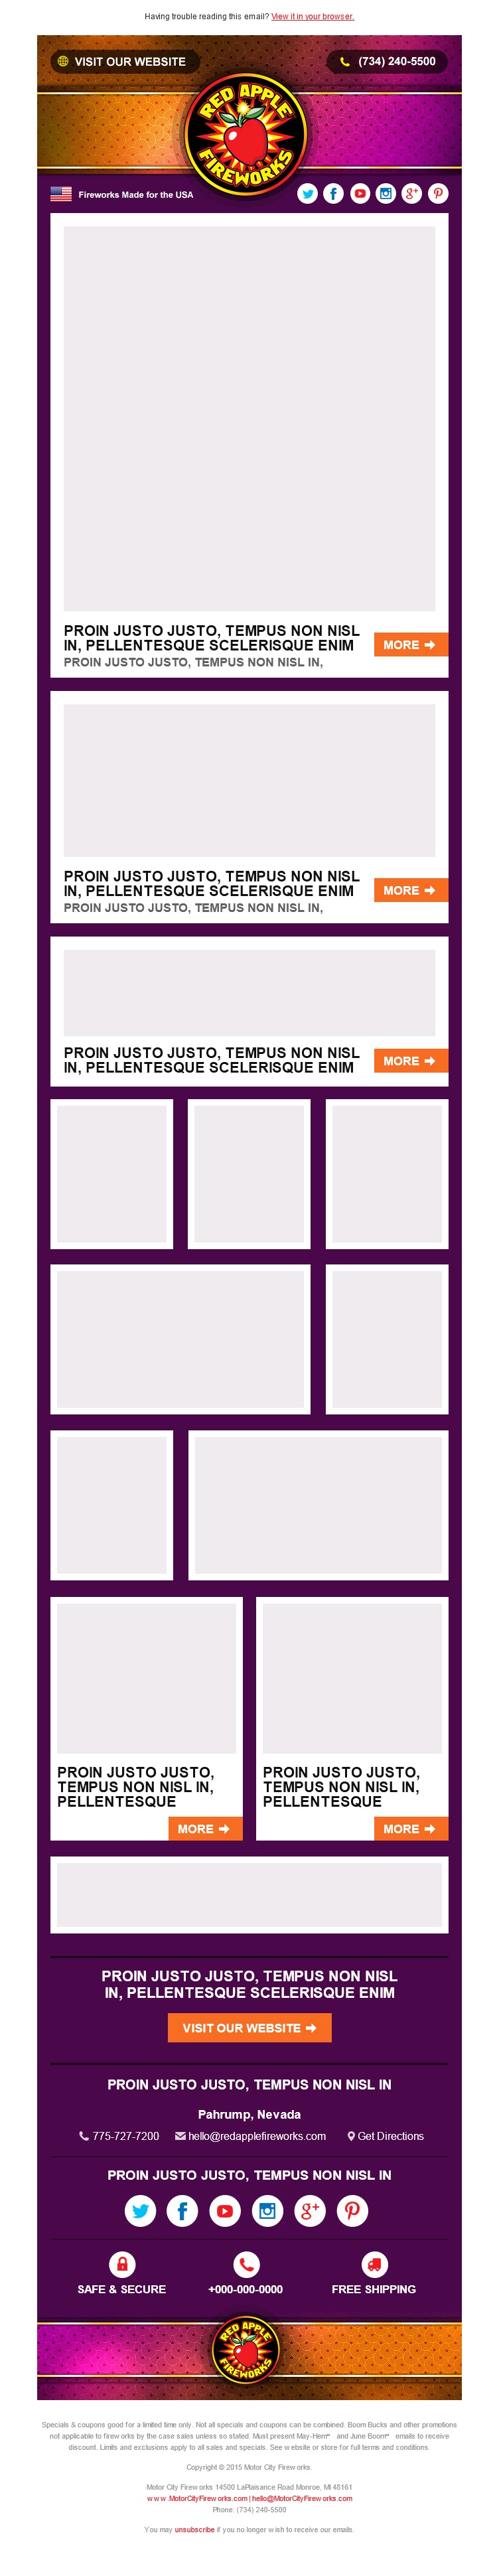 Having trouble reading this email? View it in your browser.
VISIT OUR WEBSITE
(734) 240-5500
RED APPLE
FIREWORKS
Fireworks Made for the USA
PROIN JUSTO JUSTO, TEMPUS NON NISL
IN, PELLENTESQUE SCELERISQUE ENIM
PROIN JUSTO JUSTO, TEMPUS NON NISL IN,
MORE
PROIN JUSTO JUSTO, TEMPUS NON NISL
IN, PELLENTESQUE SCELERISQUE ENIM
PROIN JUSTO JUSTO, TEMPUS NON NISL IN,
MORE
PROIN JUSTO JUSTO, TEMPUS NON NISL
IN, PELLENTESQUE SCELERISQUE ENIM
MORE
PROIN JUSTO JUSTO,
TEMPUS NON NISL IN,
PELLENTESQUE
MORE
PROIN JUSTO JUSTO,
TEMPUS NON NISL IN,
PELLENTESQUE
MORE
PROIN JUSTO JUSTO, TEMPUS NON NISL
IN, PELLENTESQUE SCELERISQUE ENIM
VISIT OUR WEBSITE
PROIN JUSTO JUSTO, TEMPUS NON NISL IN
Pahrump, Nevada
775-727-7200 hello@redapplefireworks.com Get Directions
PROIN JUSTO JUSTO, TEMPUS NON NISL IN
SAFE & SECURE +000-000-0000 FREE SHIPPING
RED APPLE
FIREWORKS
Specials & coupons good for a limited time only. Not all specials and coupons can be combined. Boom Bucks and other promotions
not applicable to fireworks by the case sales unless so stated. Must present May-Hem℠ and June Boom℠ emails to receive
discount. Limits and exclusions apply to all sales and specials. See website or store for full terms and conditions.
Copyright © 2015 Motor City Fireworks.
Motor City Fireworks 14500 LaPlaisance Road Monroe, MI 48161
www.MotorCityFireworks.com | hello@MotorCityFireworks.com
Phone: (734) 240-5500
You may unsubscribe if you no longer wish to receive our emails.